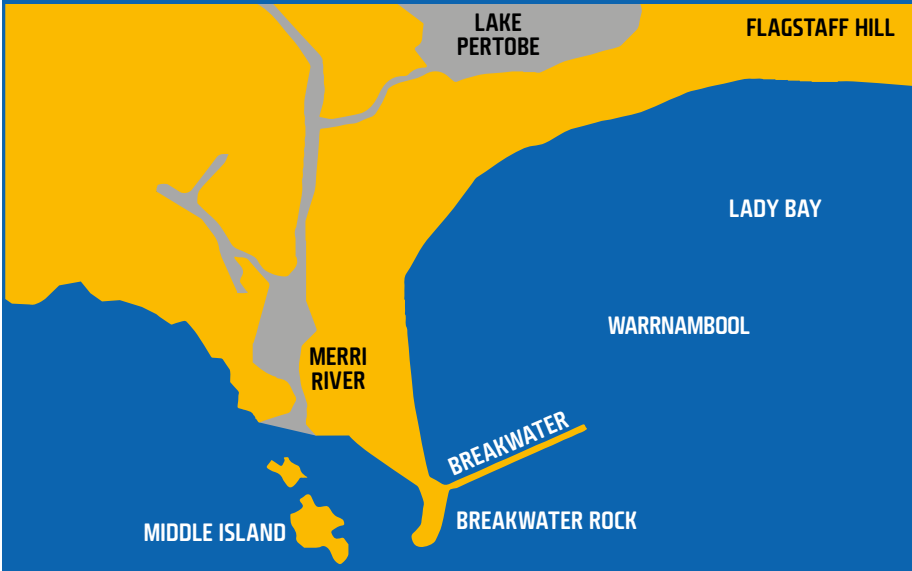 LAKE
PERTOBE
FLAGSTAFF HILL
LADY BAY
WARRNAMBOOL
MERRI
RIVER
BREAKWATER
BREAKWATER ROCK
MIDDLE ISLAND